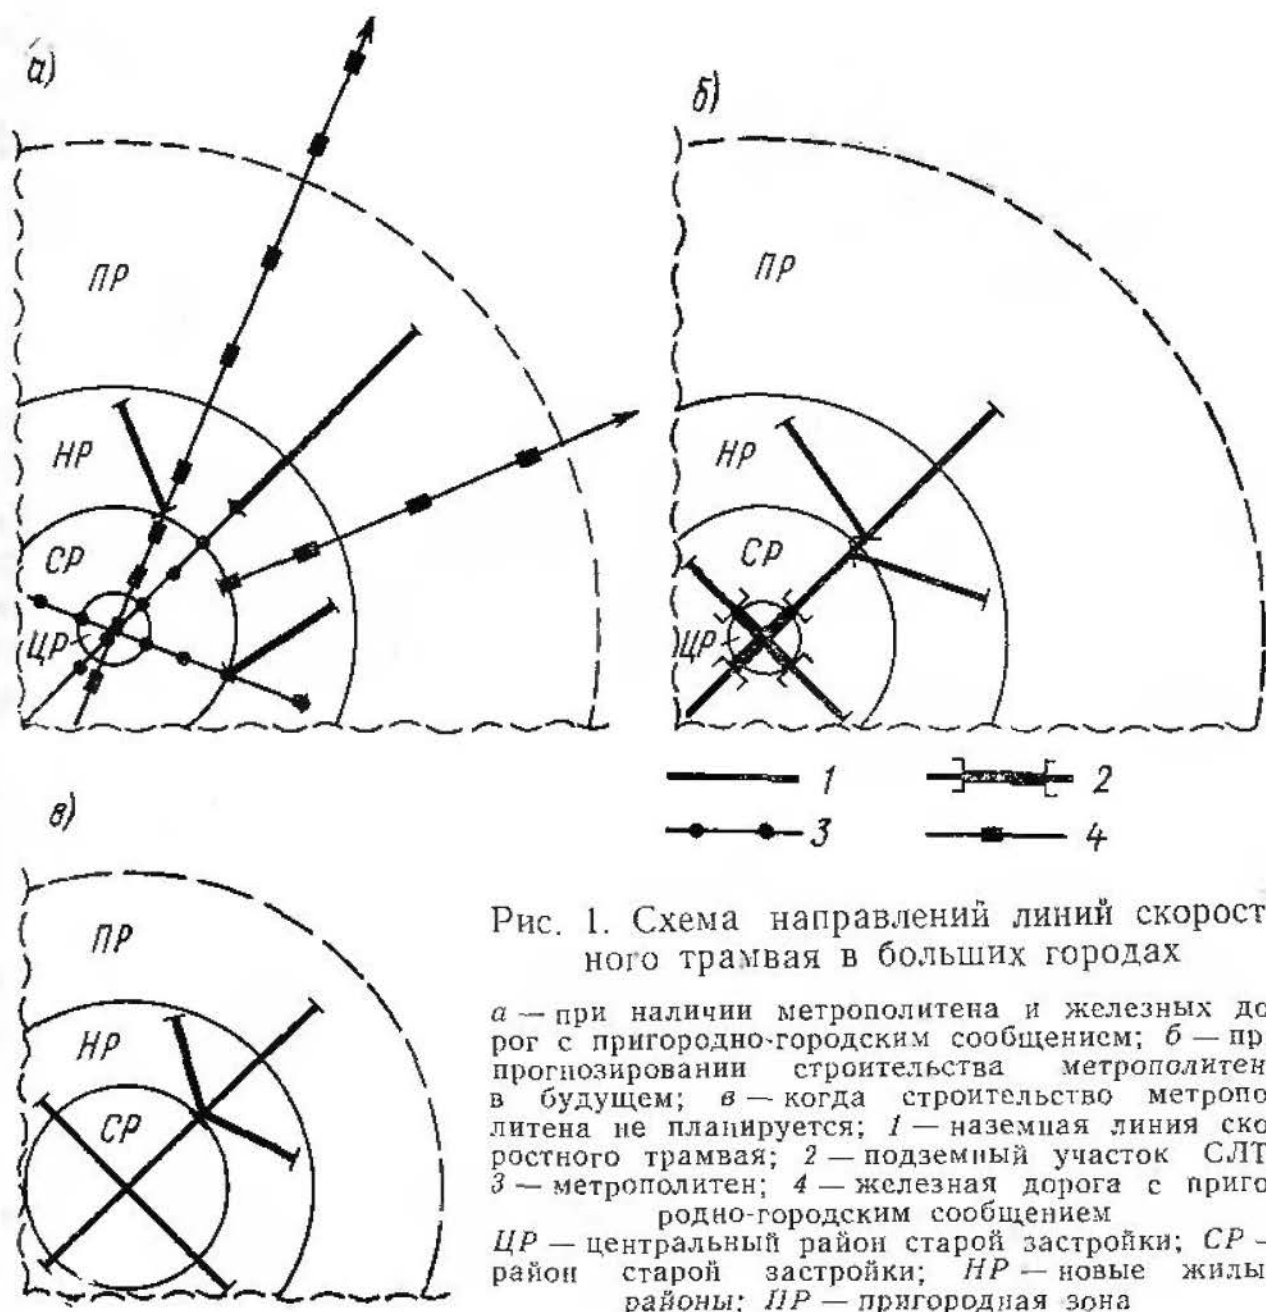 а)
ПР
НР
СР
ЦР
б)
ПР
НР
СР
ЦР
1 2
3 4
в)
ПР
НР
СР
Рис. 1. Схема направлений линий скорост-
ного трамвая в больших городах
а — при наличии метрополитена и железных до
рог с пригородно-городским сообщением; б — пр
прогнозировании строительства метрополитен
в будущем; в — когда строительство метропо
литена не планируется; 1 — наземная линия ско
ростного трамвая; 2 — подземный участок СЛТ
3 — метрополитен; 4 — железная дорога с приго
родно-городским сообщением
ЦР — центральный район старой застройки; СР —
район старой застройки; НР — новые жилы
районы; ПР — пригородная зона